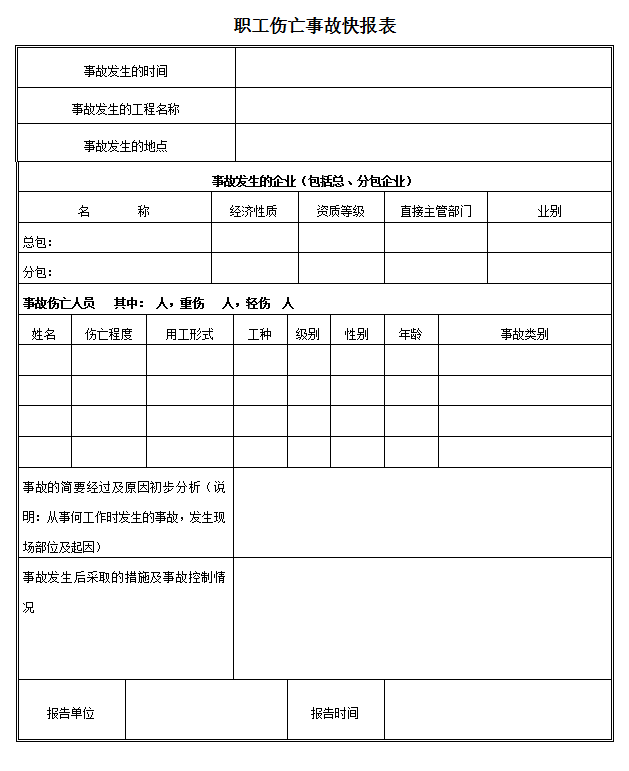 职工伤亡事故快报表
事故发生的时间
事故发生的工程名称
事故发生的地点
事故发生的企业（包括总、分包企业）
名 称 经济性质 资质等级 直接主管部门 业别
总包：
分包：
事故伤亡人员 其中： 人，重伤 人，轻伤 人
姓名 伤亡程度 用工形式 工种 级别 性别 年龄 事故类别
事故的简要经过及原因初步分析（说
明：从事何工作时发生的事故，发生现
场部位及起因）
事故发生后采取的措施及事故控制情
况
报告单位 报告时间